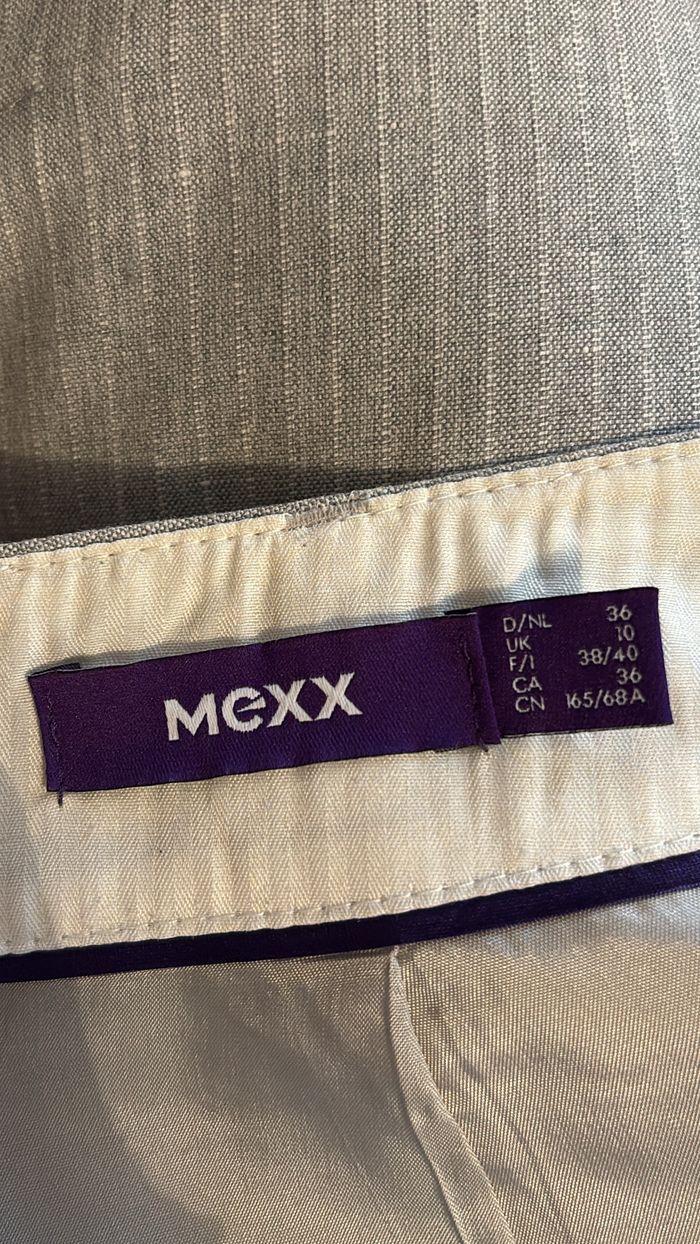 mexx
D/NL 36
UK 10
F/I 38/40
CA 36
CN 165/68A